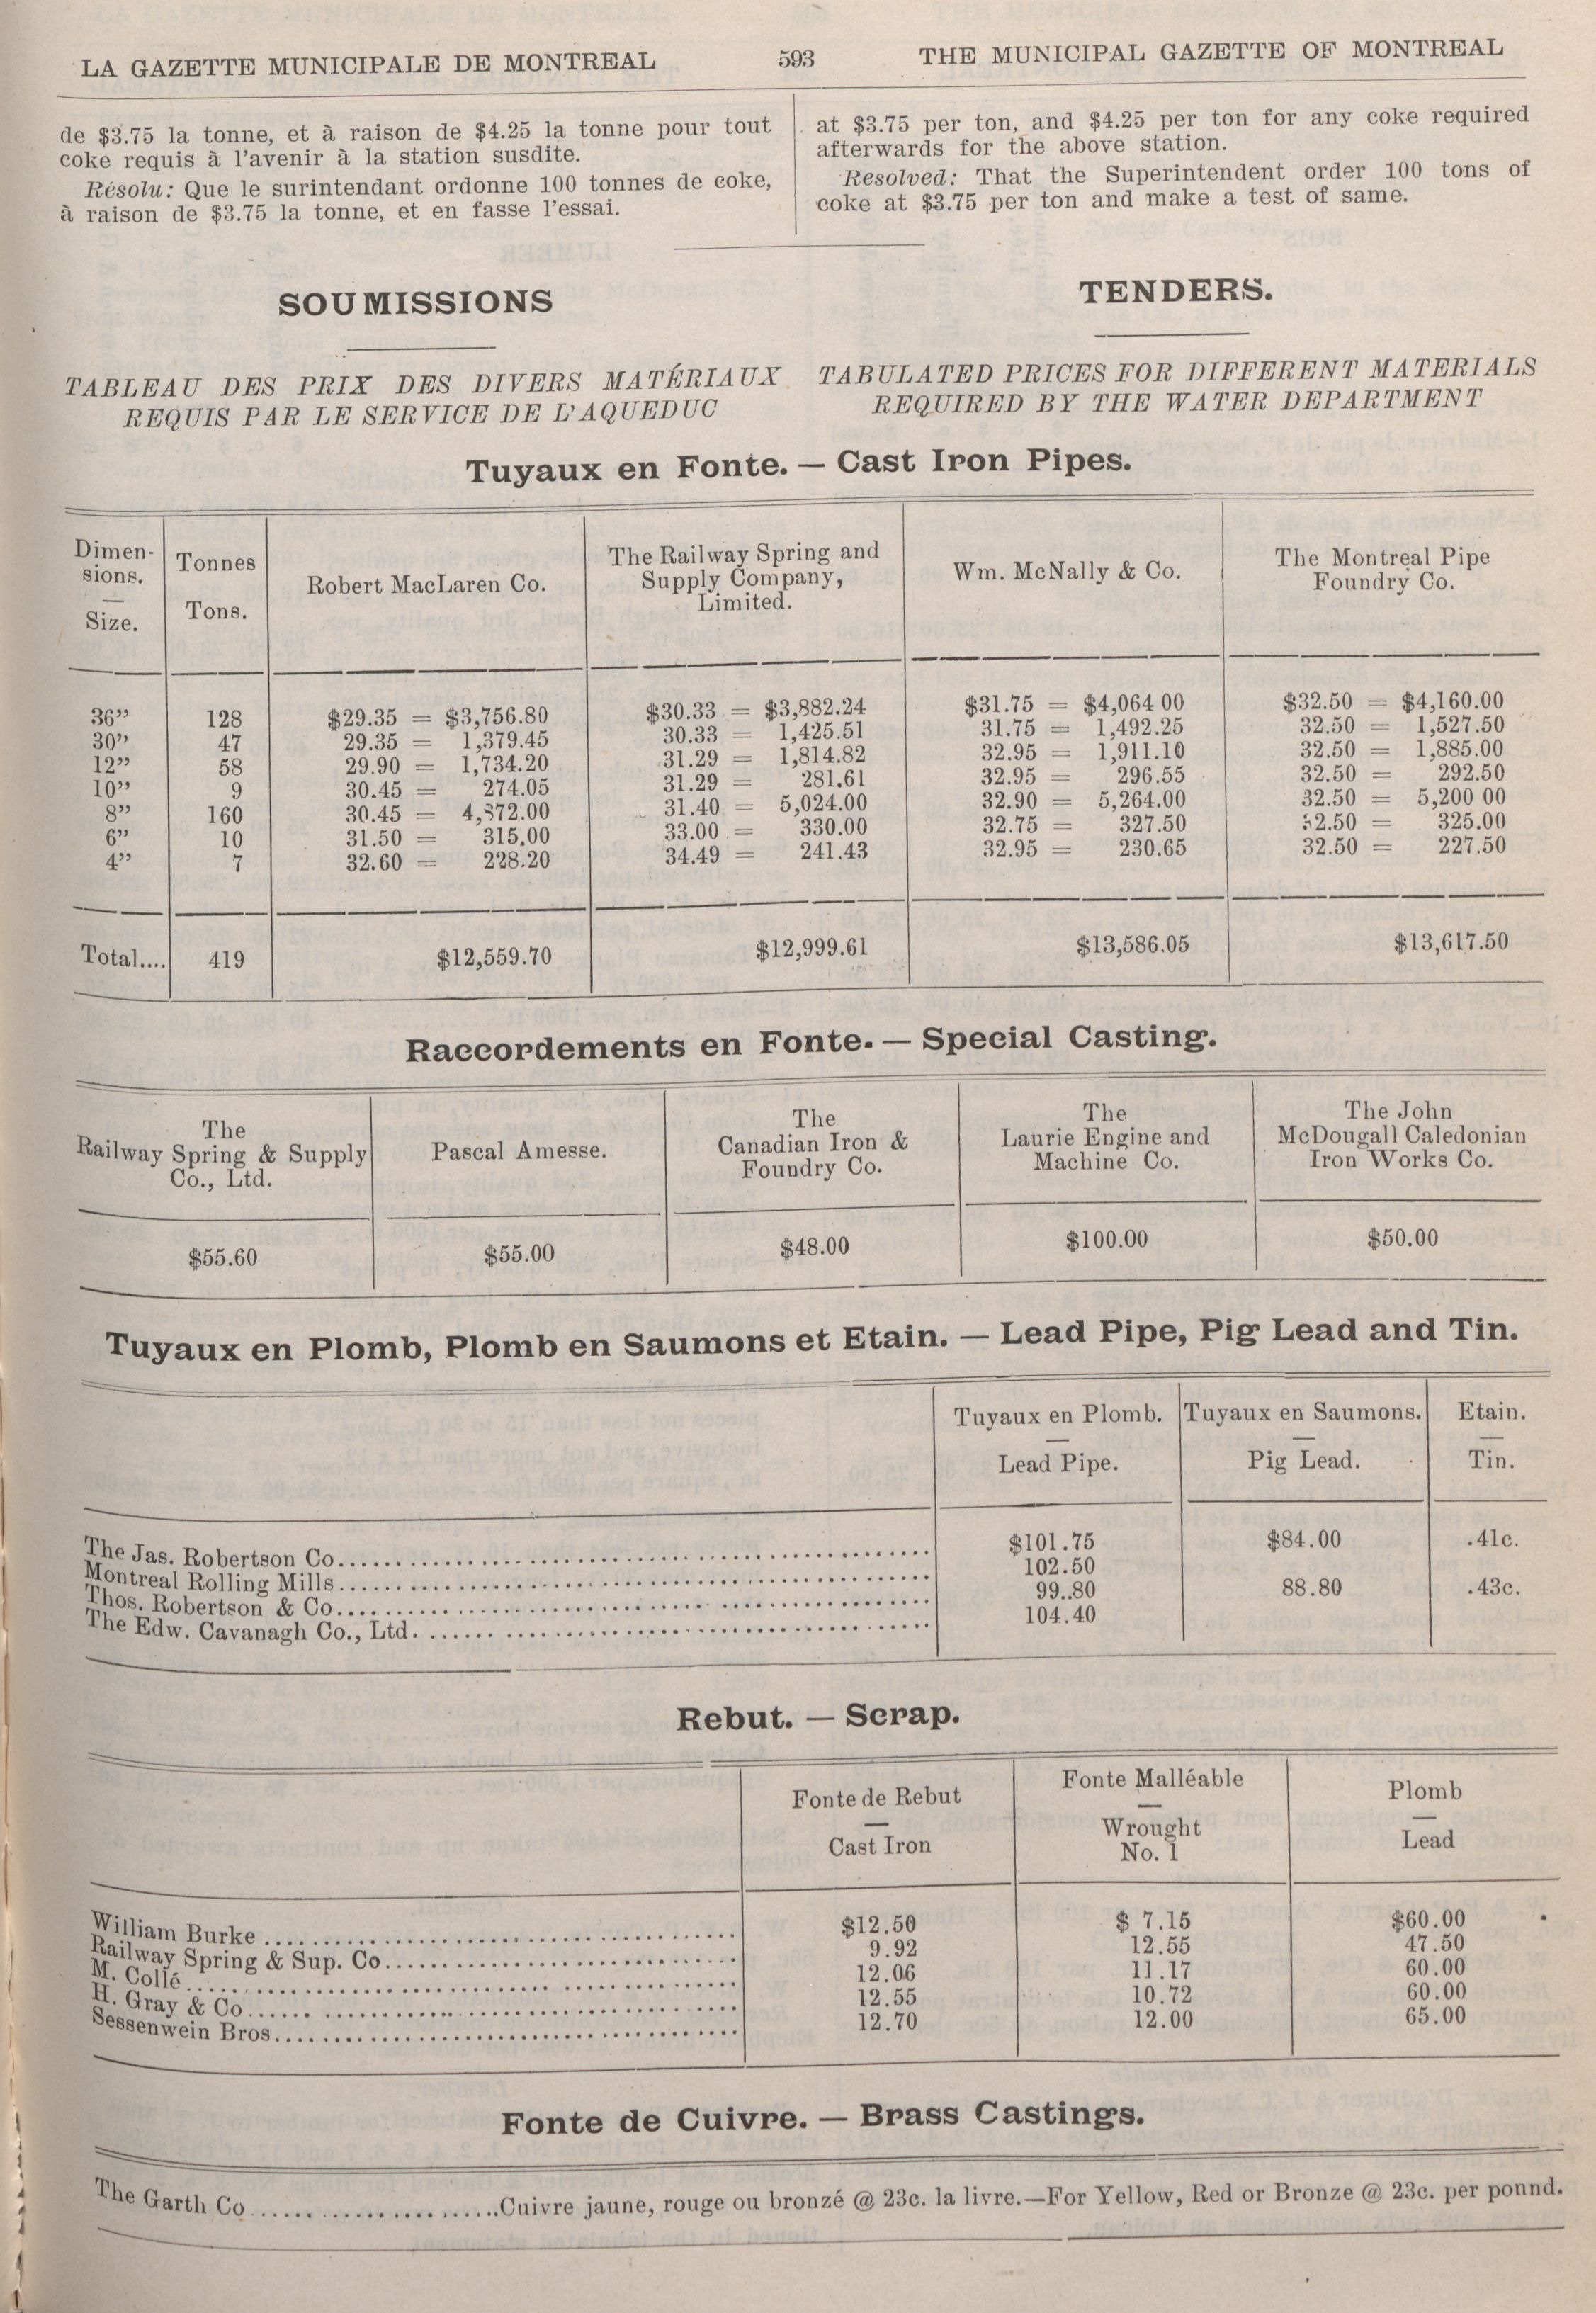 LA GAZETTE MUNICIPALE DE MONTREAL 593 THE MUNICIPAL GAZETTE OF MONTREAL
de $3.75 la tonne, et à raison de $4.25 la tonne pour tout
coke requis à l'avenir à la station susdite.
Résolu: Que le surintendant ordonne 100 tonnes de coke,
à raison de $3.75 la tonne, et en fasse l'essai.
at $3.75 per ton, and $4.25 per ton for any coke required
afterwards for the above station.
Resolved: That the Superintendent order 100 tons of
coke at $3.75 per ton and make a test of same.
SOUMISSIONS
TABLEAU DES PRIX DES DIVERS MATÉRIAUX
REQUIS PAR LE SERVICE DE L'AQUEDUC
TENDERS.
TABULATED PRICES FOR DIFFERENT MATERIALS
REQUIRED BY THE WATER DEPARTMENT
Tuyaux en Fonte. — Cast Iron Pipes.
Dimen-
sions.
—
Size.
Tonnes
Tons.
Robert MacLaren Co.
The Railway Spring and
Supply Company,
Limited.
Wm. McNally & Co.
The Montreal Pipe
Foundry Co.
36” 128 $29.35 = $3,756.80 $30.33 = $3,882.24 $31.75 = $4,064 00 $32.50 = $4,160.00
30” 47 29.35 = 1,379.45 30.33 = 1,425.51 31.75 = 1,492.25 32.50 = 1,527.50
12” 58 29.90 = 1,734.20 31.29 = 1,814.82 32.95 = 1,911.10 32.50 = 1,885.00
10” 9 30.45 = 274.05 31.29 = 281.61 32.95 = 296.55 32.50 = 292.50
8” 160 30.45 = 4,872.00 31.40 = 5,024.00 32.90 = 5,264.00 32.50 = 5,200 00
6” 10 31.50 = 315.00 33.00 = 330.00 32.75 = 327.50 32.50 = 325.00
4” 7 32.60 = 228.20 34.49 = 241.43 32.95 = 230.65 32.50 = 227.50
Total.... 419 $12,559.70 $12,999.61 $13,586.05 $13,617.50
Raccordements en Fonte. — Special Casting.
The
Railway Spring & Supply
Co., Ltd.
Pascal Amesse.
The
Canadian Iron &
Foundry Co.
The
Laurie Engine and
Machine Co.
The John
McDougall Caledonian
Iron Works Co.
$55.60 $55.00 $48.00 $100.00 $50.00
Tuyaux en Plomb, Plomb en Saumons et Etain. — Lead Pipe, Pig Lead and Tin.
Tuyaux en Plomb.
—
Lead Pipe.
Tuyaux en Saumons.
—
Pig Lead.
Etain.
—
Tin.
The Jas. Robertson Co........ $101.75 $84.00 .41c.
Montreal Rolling Mills........ 102.50
Thos. Robertson & Co........ 99..80 88.80 .43c.
The Edw. Cavanagh Co., Ltd........ 104.40
Rebut. — Scrap.
Fonte de Rebut
—
Cast Iron
Fonte Malléable
—
Wrought
No. 1
Plomb
—
Lead
William Burke........ $12.50 $ 7.15 $60.00
Railway Spring & Sup. Co........ 9.92 12.55 47.50
M. Collé........ 12.06 11.17 60.00
H. Gray & Co........ 12.55 10.72 60.00
Sessenwein Bros........ 12.70 12.00 65.00
Fonte de Cuivre. — Brass Castings.
The Garth Co........Cuivre jaune, rouge ou bronzé @ 23c. la livre.—For Yellow, Red or Bronze @ 23c. per ponnd.